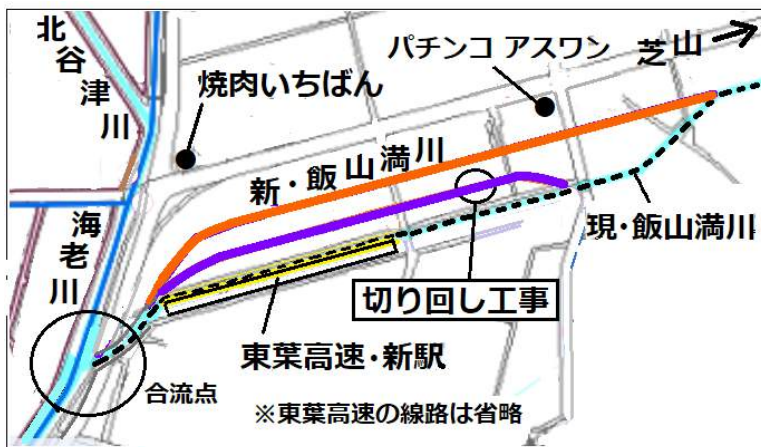 北谷津川
焼肉いちばん
パチンコ アスワン
芝山
新・飯山満川
海老川
現・飯山満川
切り回し工事
東葉高速・新駅
合流点
※東葉高速の線路は省略